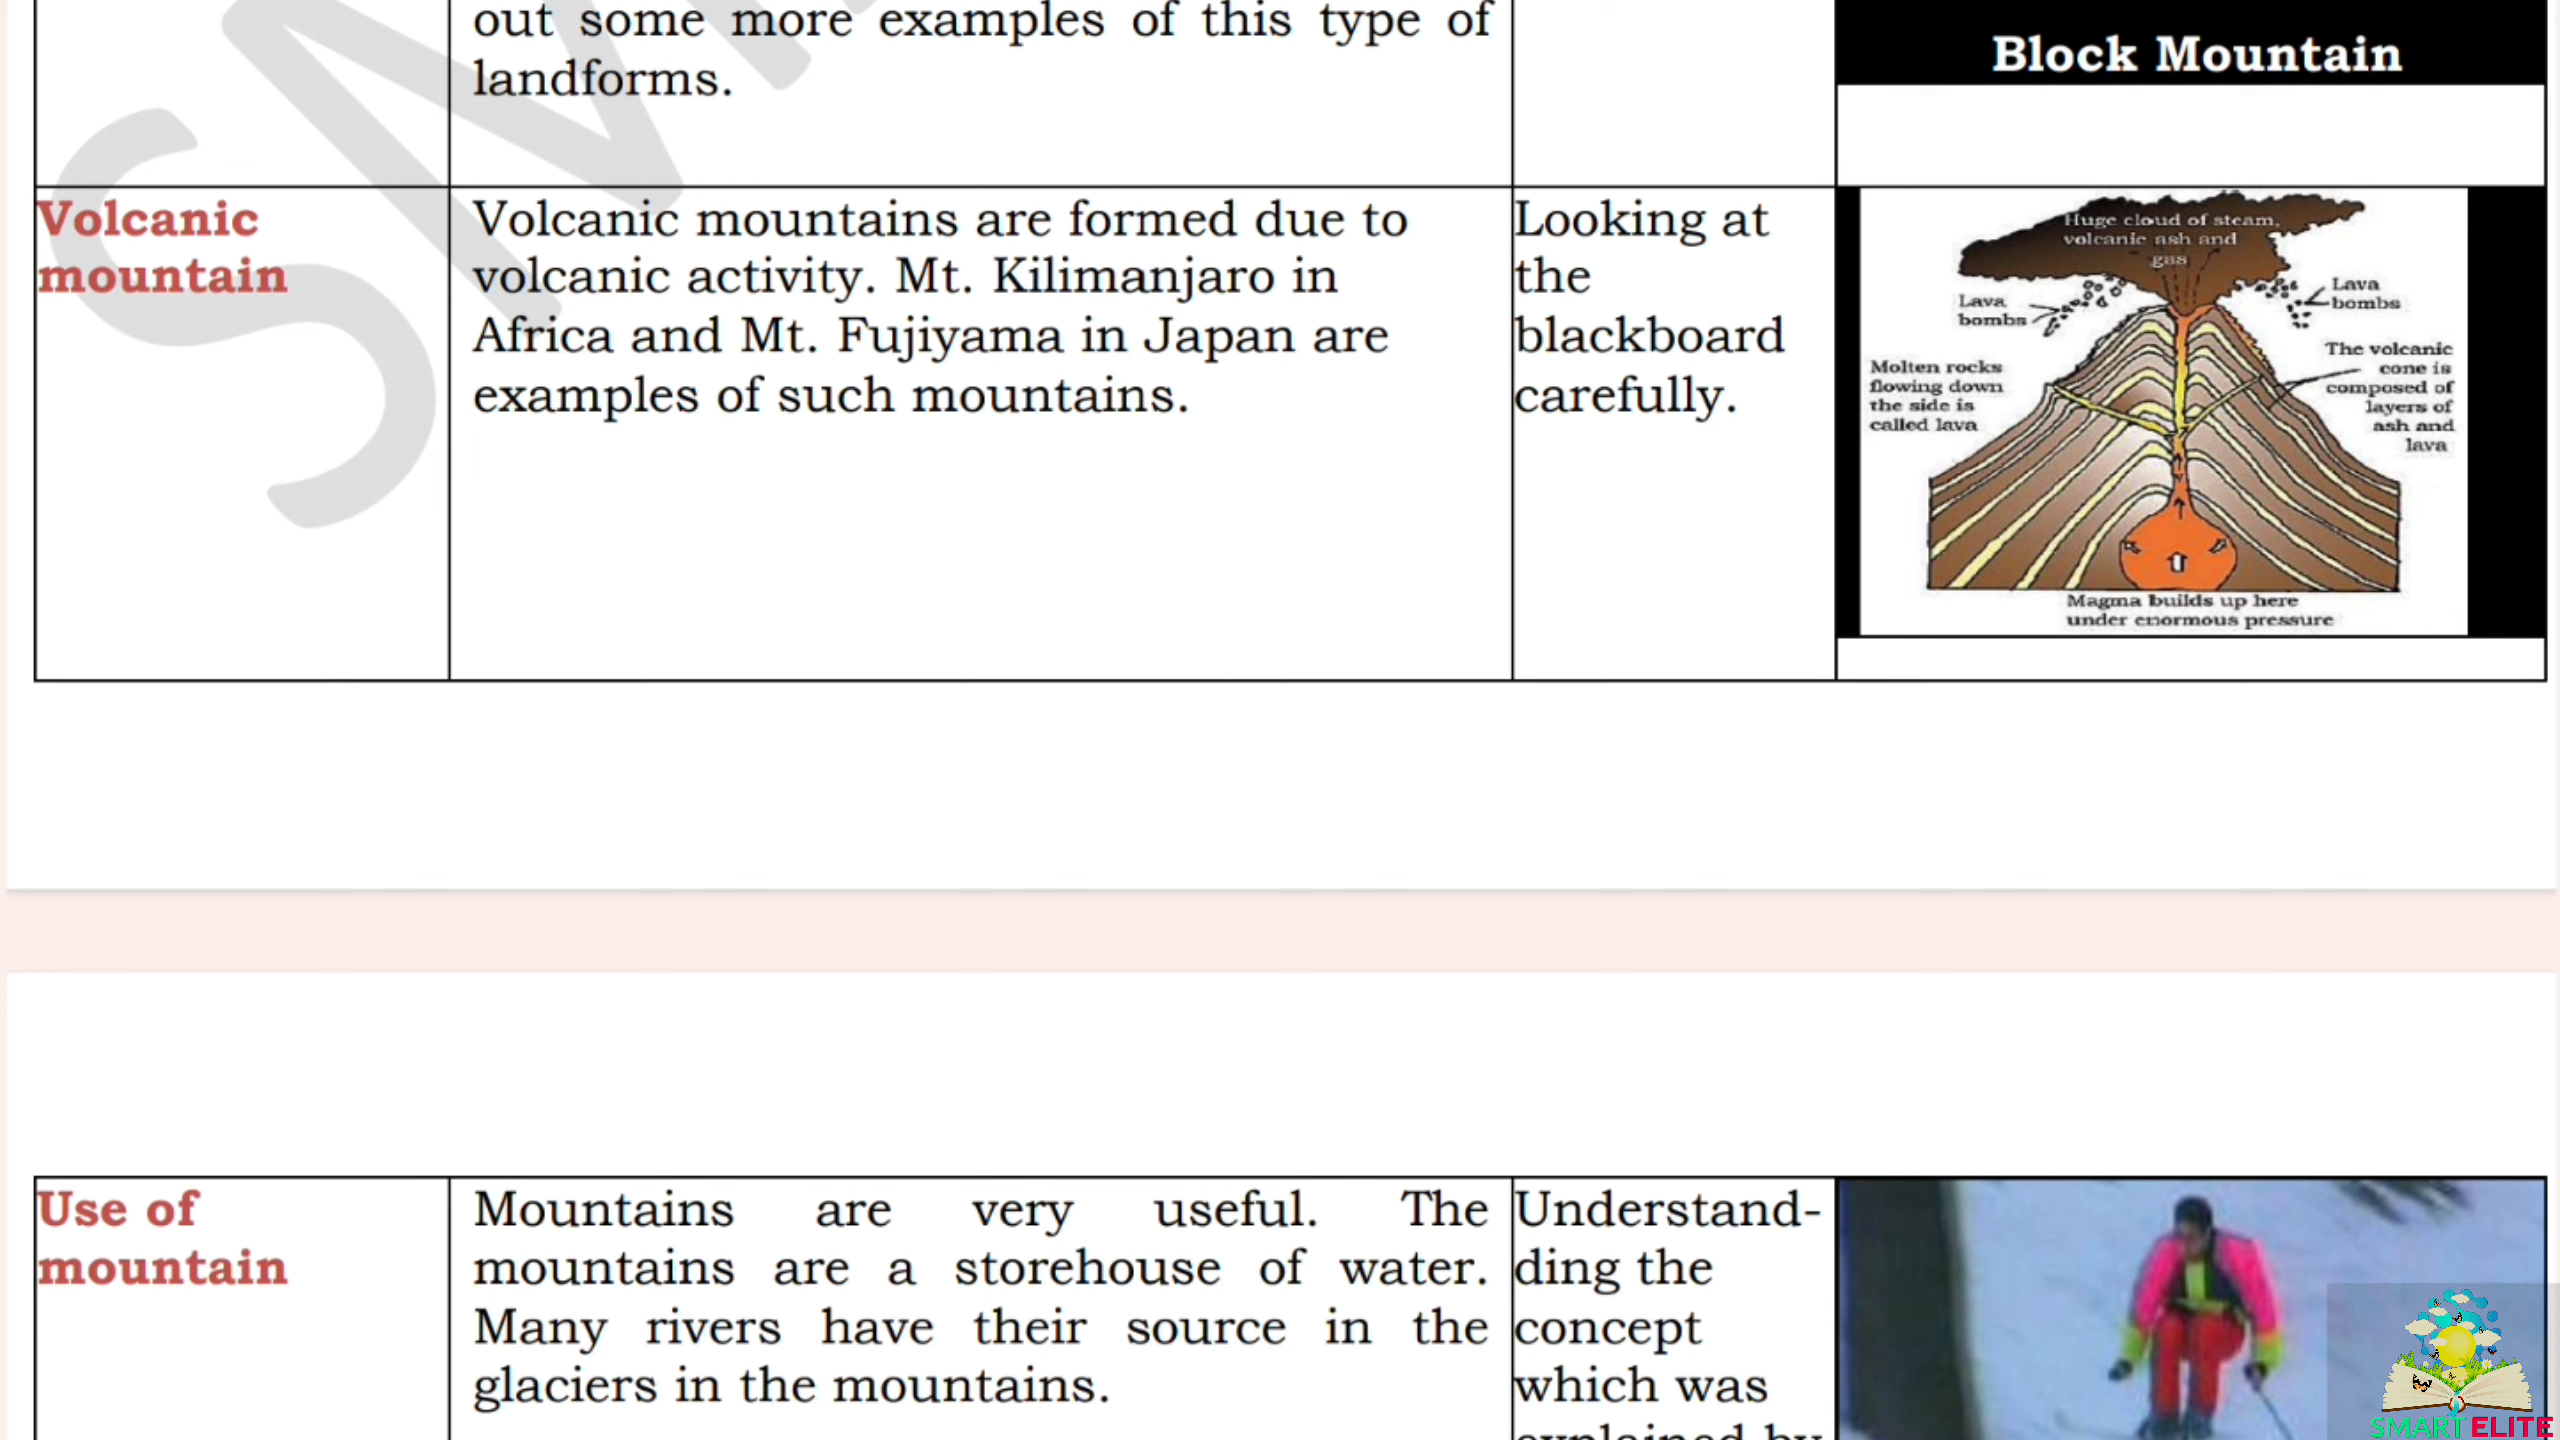 out some more examples of this type of
landforms.
Block Mountain
Volcanic
mountain
Volcanic mountains are formed due to
volcanic activity. Mt. Kilimanjaro in
Africa and Mt. Fujiyama in Japan are
examples of such mountains.
Looking at
the
blackboard
carefully.
Huge cloud of steam,
volcanic ash and
gas
Lava
bombs
Lava
bombs
Molten rocks
flowing down
the side is
called lava
The volcanic
cone is
composed of
layers of
ash and
lava
Magma builds up here
under enormous pressure
Use of
mountain
Mountains are very useful. The
mountains are a storehouse of water.
Many rivers have their source in the
glaciers in the mountains.
Understand-
ding the
concept
which was
explained by
SMART ELITE